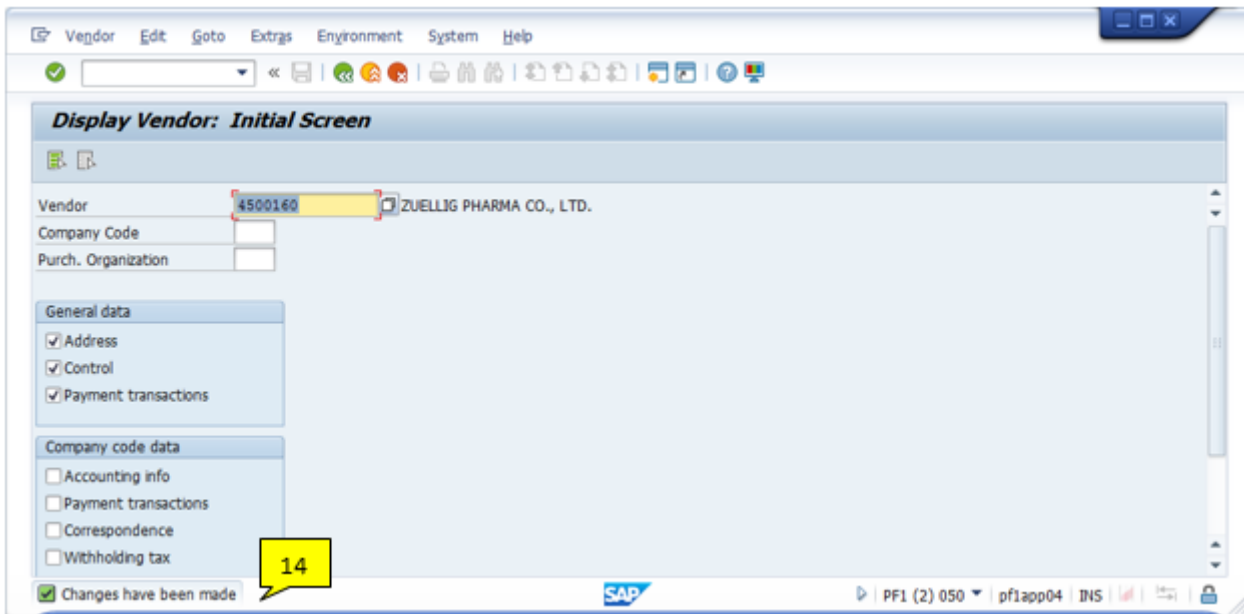 Vendor Edit Goto Extras Environment System Help
Display Vendor: Initial Screen
Vendor 4500160 ZUELLIG PHARMA CO., LTD.
Company Code
Purch. Organization
General data
Address
Control
Payment transactions
Company code data
Accounting info
Payment transactions
Correspondence
Withholding tax
14
Changes have been made SAP PF1 (2) 050 pf1app04 INS